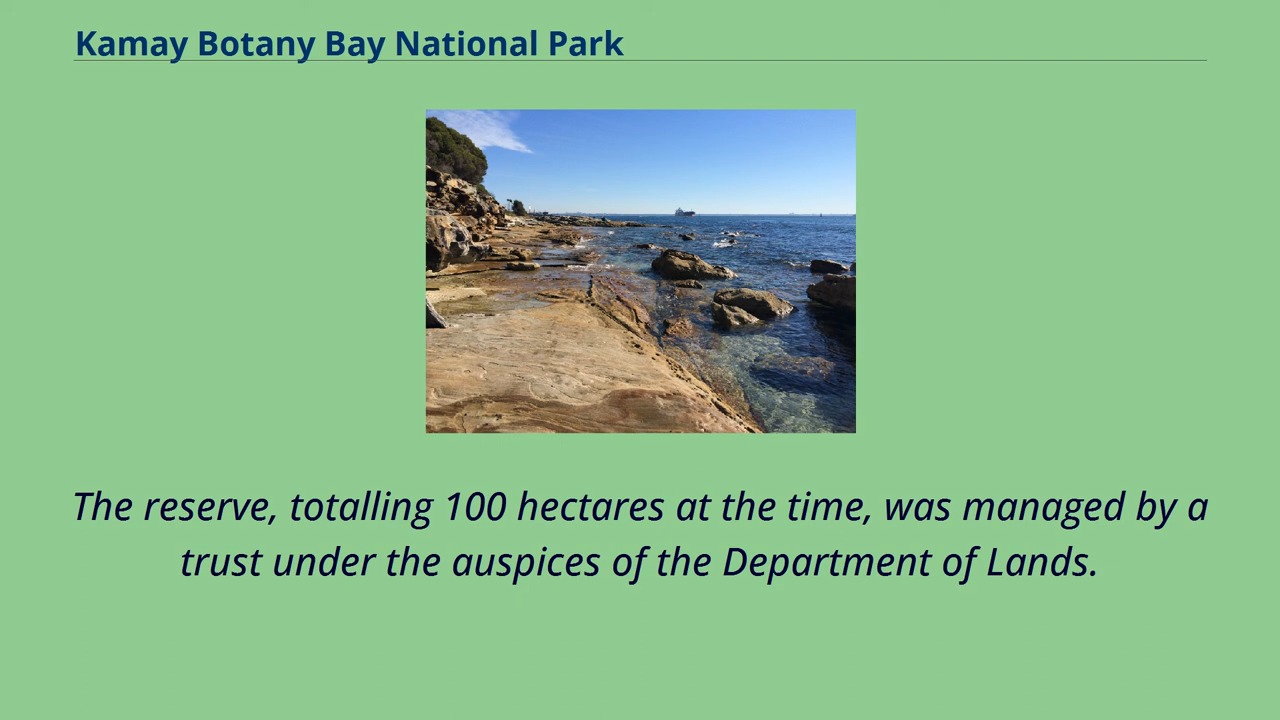 Kamay Botany Bay National Park
The reserve, totalling 100 hectares at the time, was managed by a
trust under the auspices of the Department of Lands.